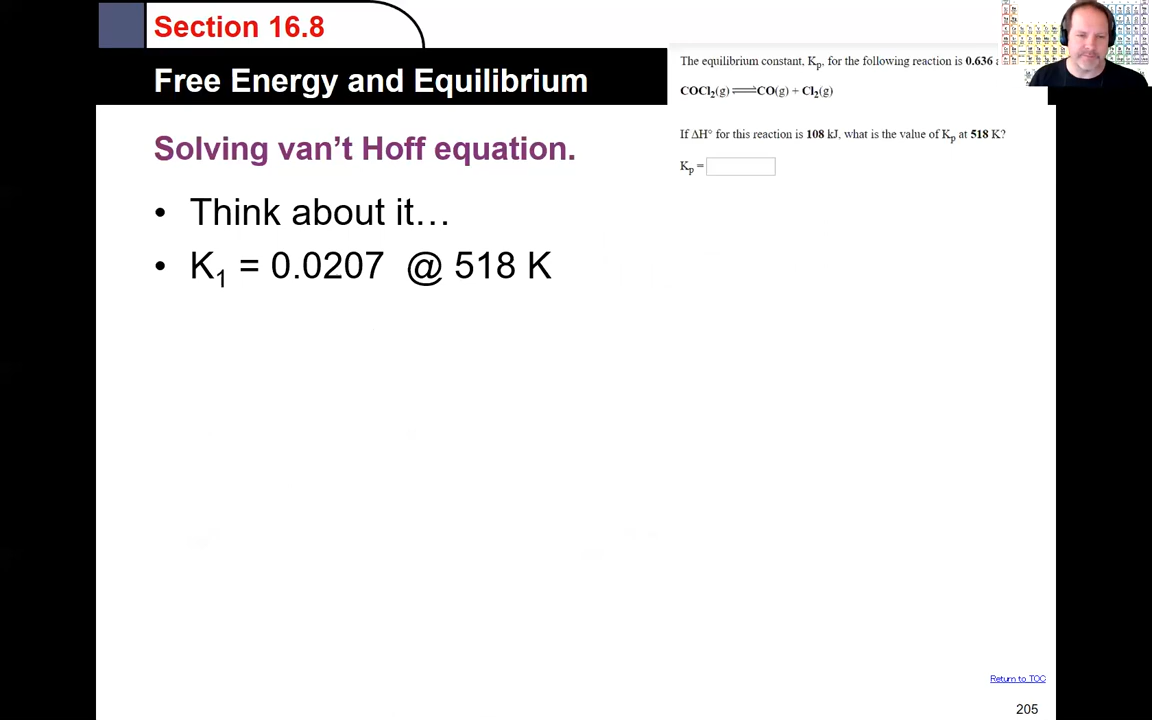 Section 16.8
Free Energy and Equilibrium
The equilibrium constant, Kp, for the following reaction is 0.636
COCl2(g) ⇌ CO(g) + Cl2(g)
If ΔH° for this reaction is 108 kJ, what is the value of Kp at 518 K?
Kp =
Solving van't Hoff equation.
• Think about it…
• K1 = 0.0207 @ 518 K
Return to TOC
205